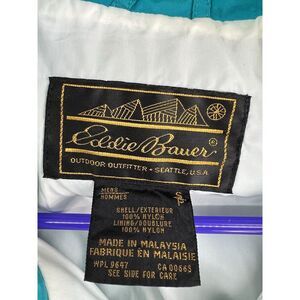 Eddie Bauer®
OUTDOOR OUTFITTER • SEATTLE, U.S.A.
MENS
HOMMES
SHELL/EXTERIEUR
100% NYLON
LINING/DOUBLURE
100% NYLON
MADE IN MALAYSIA
FABRIQUE EN MALAISIE
WPL 9647 CA 00665
SEE SIDE FOR CARE